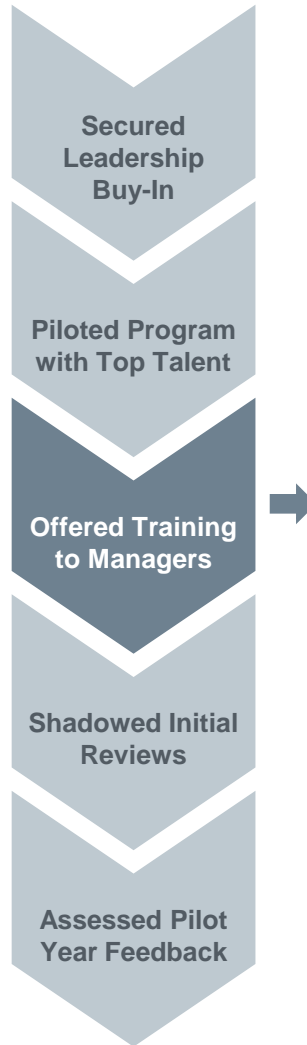 Secured
Leadership
Buy-In
Piloted Program
with Top Talent
Offered Training
to Managers
Shadowed Initial
Reviews
Assessed Pilot
Year Feedback